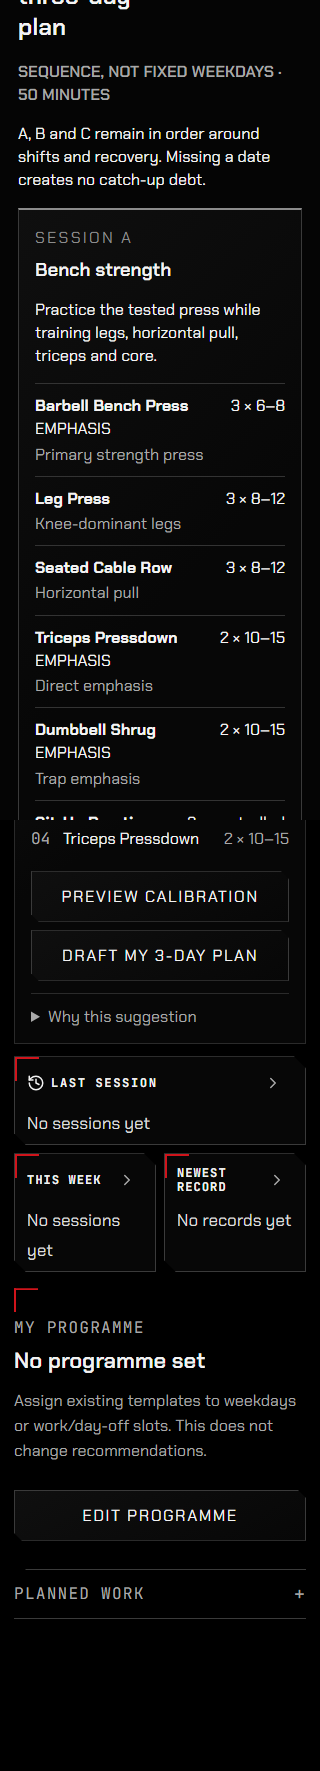 three-day
plan
SEQUENCE, NOT FIXED WEEKDAYS ·
50 MINUTES
A, B and C remain in order around
shifts and recovery. Missing a date
creates no catch-up debt.
SESSION A
Bench strength
Practice the tested press while
training legs, horizontal pull,
triceps and core.
Barbell Bench Press 3 × 6–8
EMPHASIS
Primary strength press
Leg Press 3 × 8–12
Knee-dominant legs
Seated Cable Row 3 × 8–12
Horizontal pull
Triceps Pressdown 2 × 10–15
EMPHASIS
Direct emphasis
Dumbbell Shrug 2 × 10–15
EMPHASIS
Trap emphasis
04 Triceps Pressdown 2 × 10–15
PREVIEW CALIBRATION
DRAFT MY 3-DAY PLAN
Why this suggestion
LAST SESSION
No sessions yet
THIS WEEK
No sessions
yet
NEWEST
RECORD
No records yet
MY PROGRAMME
No programme set
Assign existing templates to weekdays
or work/day-off slots. This does not
change recommendations.
EDIT PROGRAMME
PLANNED WORK +